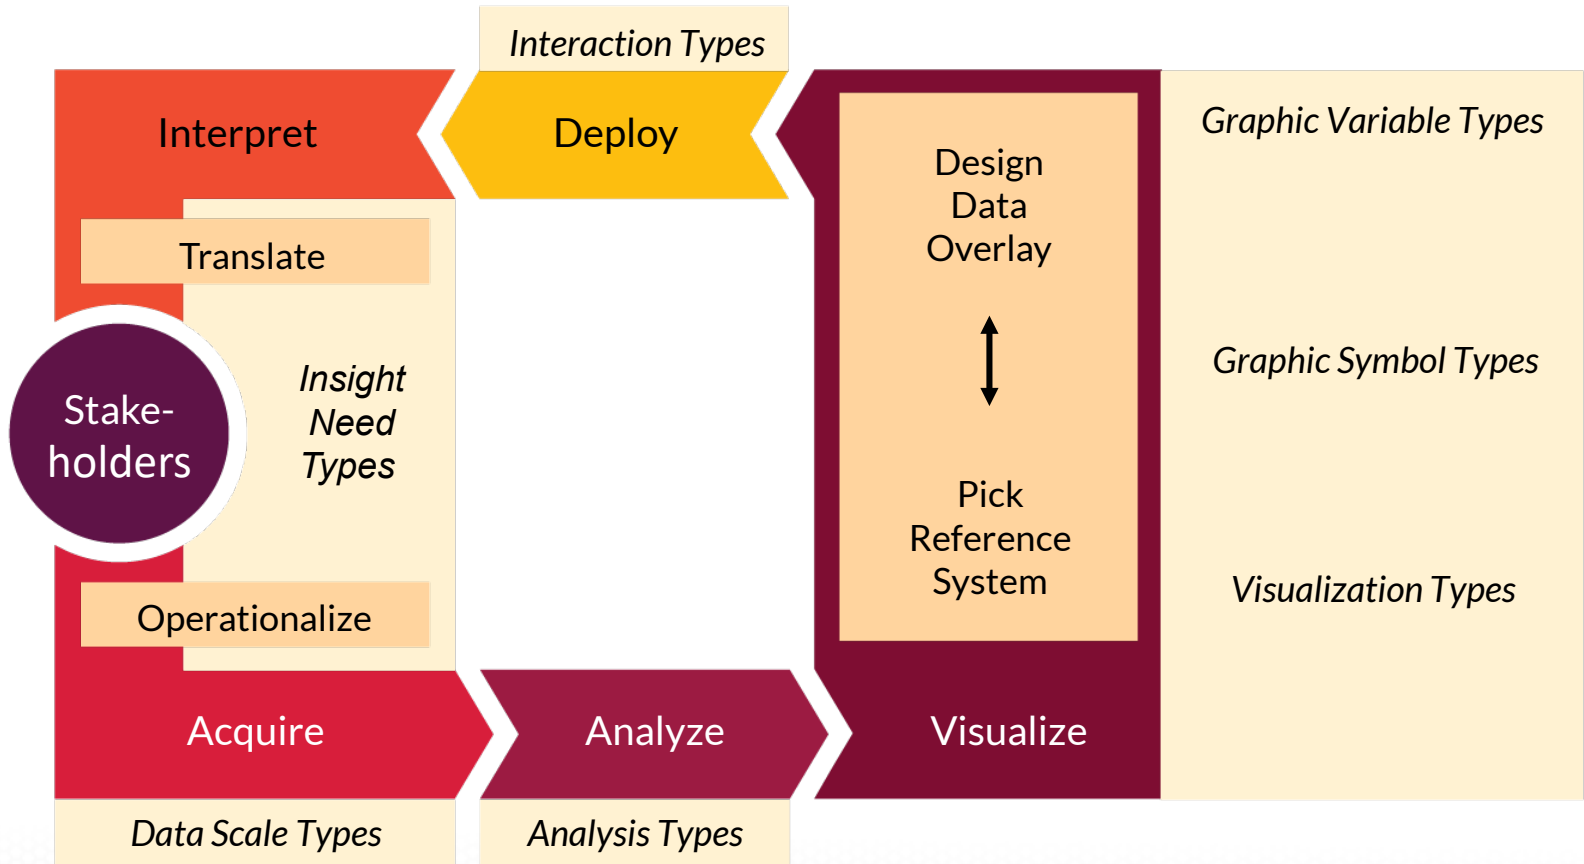 Interaction Types
Interpret
Deploy
Graphic Variable Types
Design
Data
Overlay
Translate
Graphic Symbol Types
Insight
Need
Types
Stake-
holders
Pick
Reference
System
Visualization Types
Operationalize
Acquire
Analyze
Visualize
Data Scale Types
Analysis Types